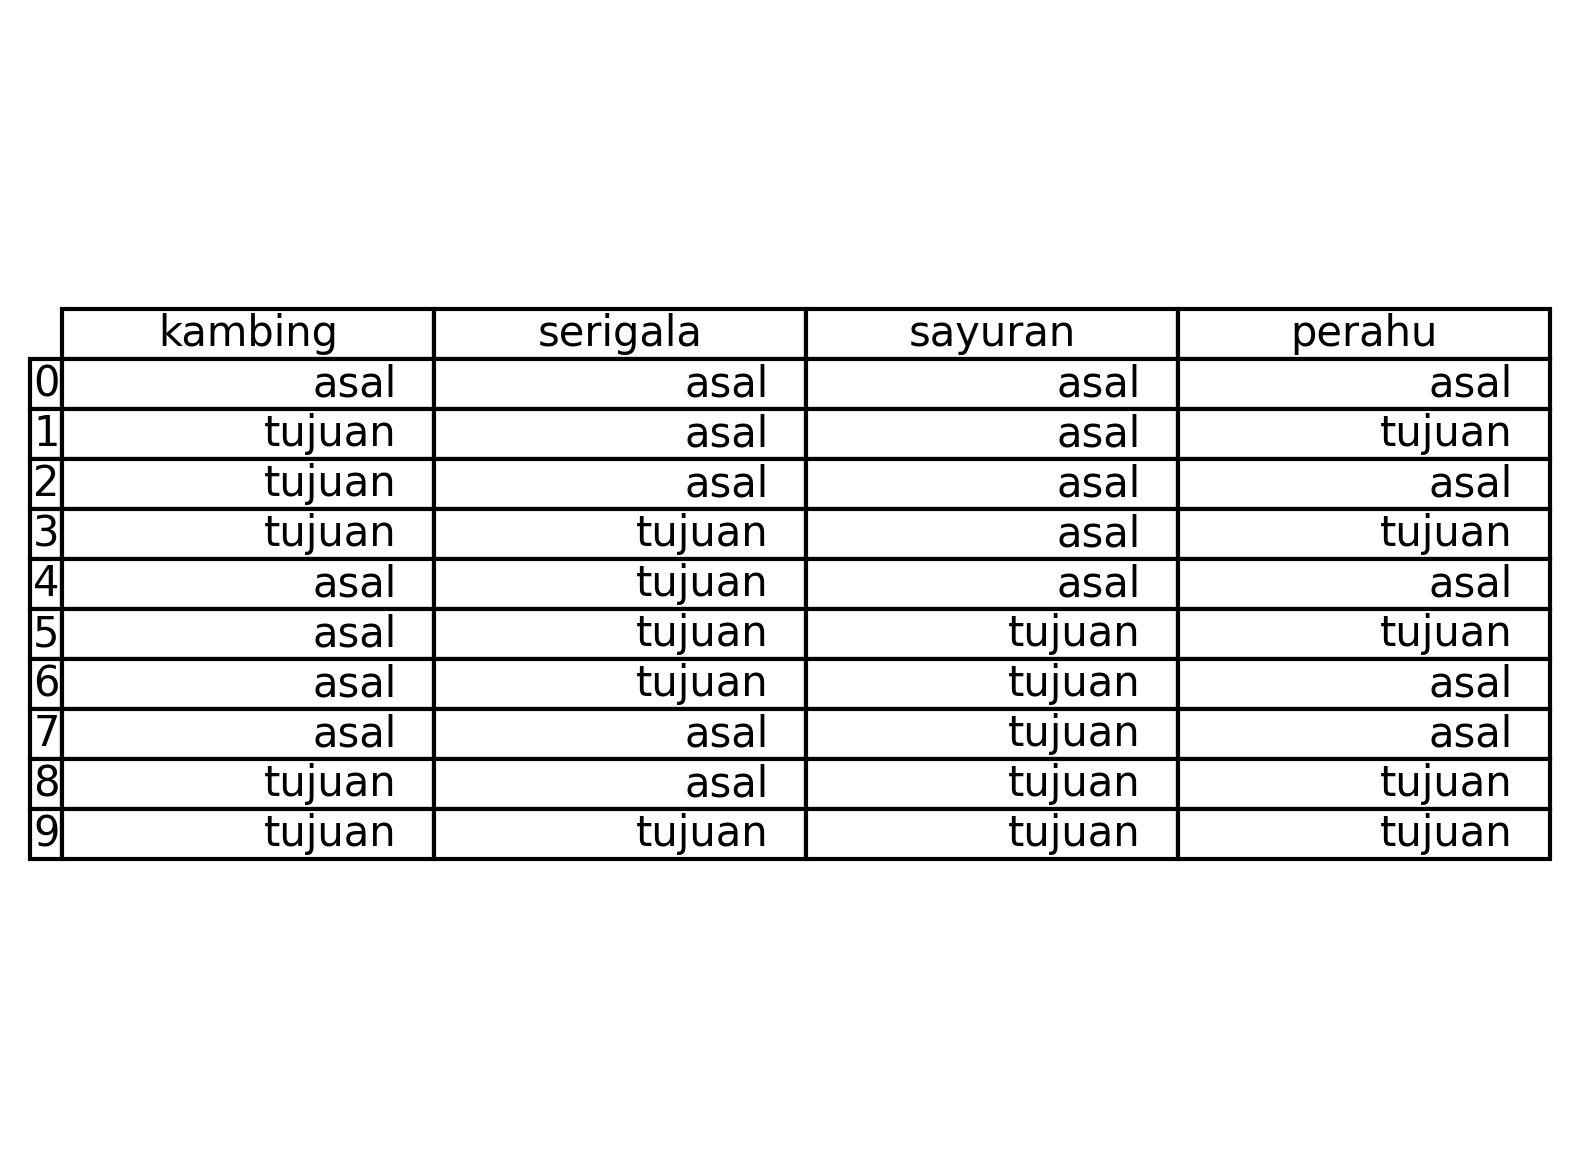 kambing serigala sayuran perahu
0 asal asal asal asal
1 tujuan asal asal tujuan
2 tujuan asal asal asal
3 tujuan tujuan asal tujuan
4 asal tujuan asal asal
5 asal tujuan tujuan tujuan
6 asal tujuan tujuan asal
7 asal asal tujuan asal
8 tujuan asal tujuan tujuan
9 tujuan tujuan tujuan tujuan